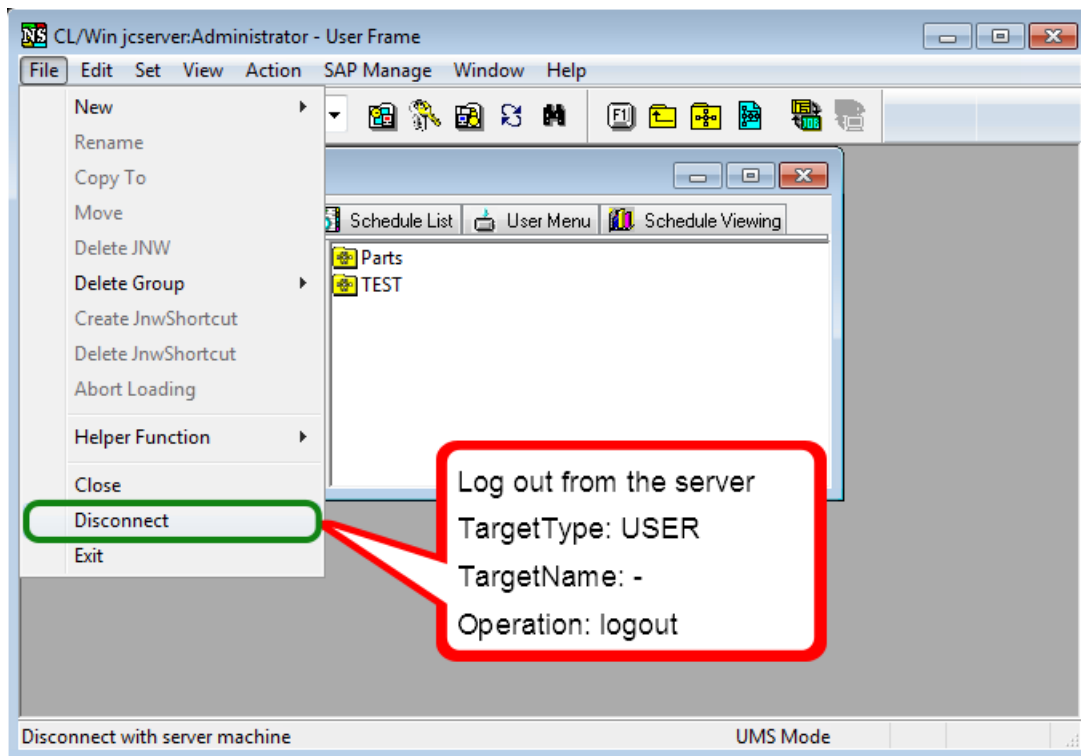 CL/Win jcserver:Administrator - User Frame
File Edit Set View Action SAP Manage Window Help
New
Rename
Copy To
Move
Delete JNW
Delete Group
Create JnwShortcut
Delete JnwShortcut
Abort Loading
Helper Function
Close
Disconnect
Exit
F1
JOB
Schedule List User Menu Schedule Viewing
Parts
TEST
Log out from the server
TargetType: USER
TargetName: -
Operation: logout
Disconnect with server machine UMS Mode